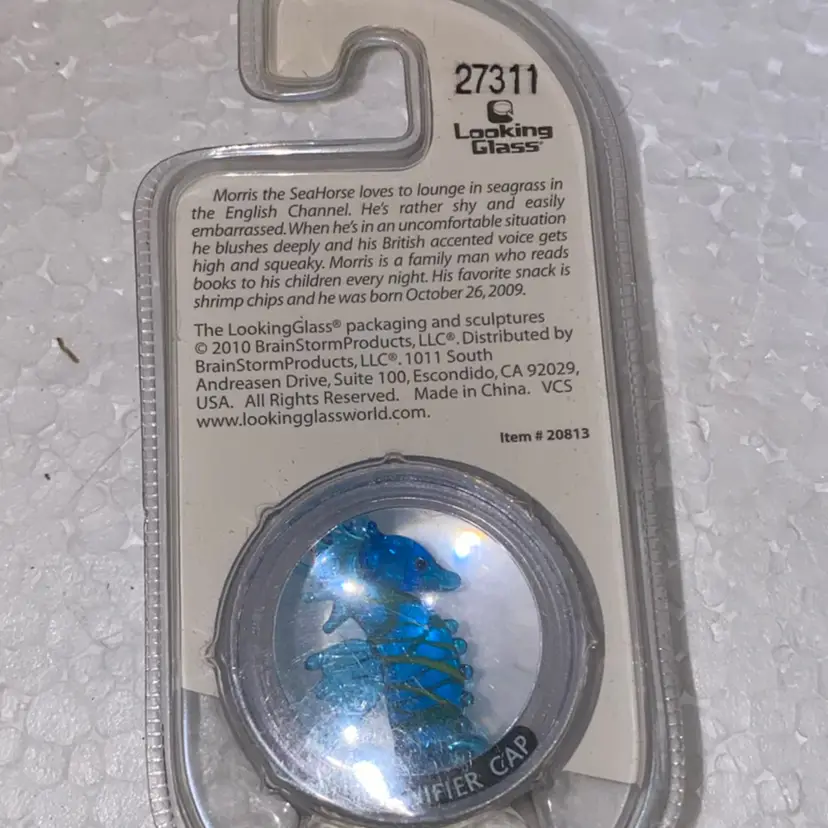 27311
Looking
Glass®
Morris the SeaHorse loves to lounge in seagrass in
the English Channel. He's rather shy and easily
embarrassed. When he's in an uncomfortable situation
he blushes deeply and his British accented voice gets
high and squeaky. Morris is a family man who reads
books to his children every night. His favorite snack is
shrimp chips and he was born October 26, 2009.
The LookingGlass® packaging and sculptures
© 2010 BrainStormProducts, LLC®. Distributed by
BrainStormProducts, LLC®. 1011 South
Andreasen Drive, Suite 100, Escondido, CA 92029,
USA. All Rights Reserved. Made in China. VCS
www.lookingglassworld.com.
Item # 20813
CAP